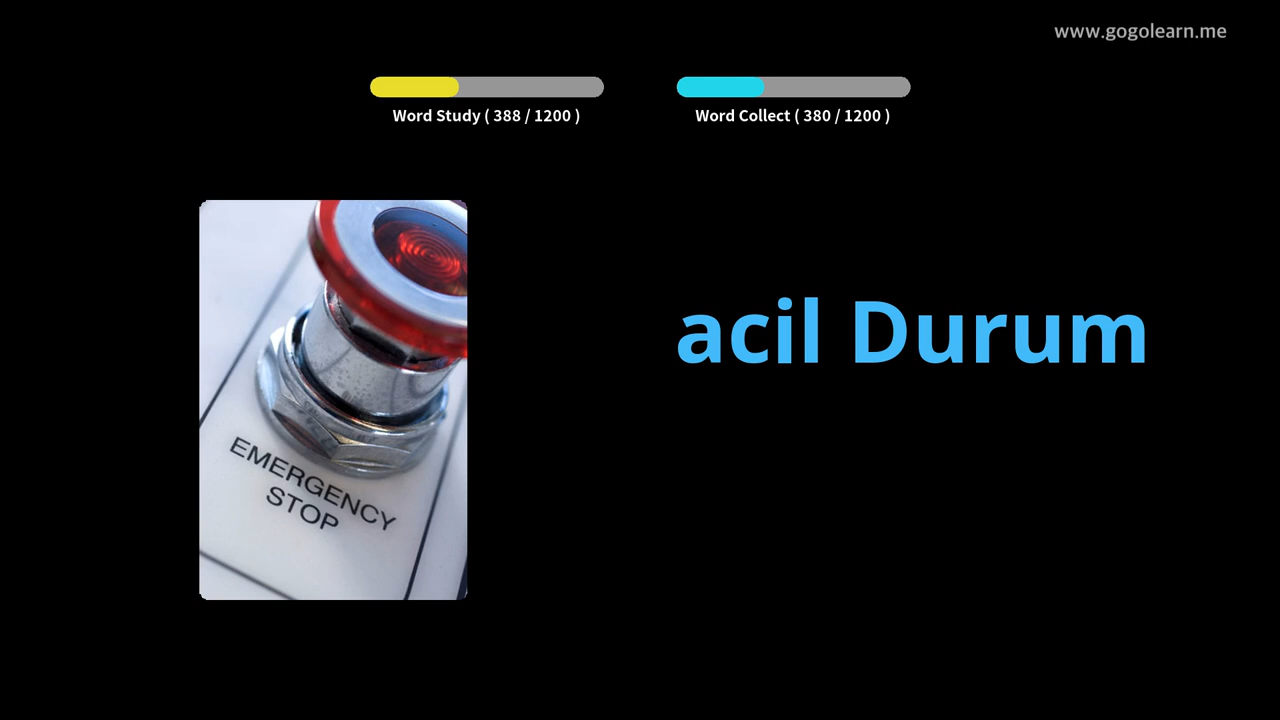 www.gogolearn.me
Word Study ( 388 / 1200 )
Word Collect ( 380 / 1200 )
acil Durum
EMERGENCY
STOP